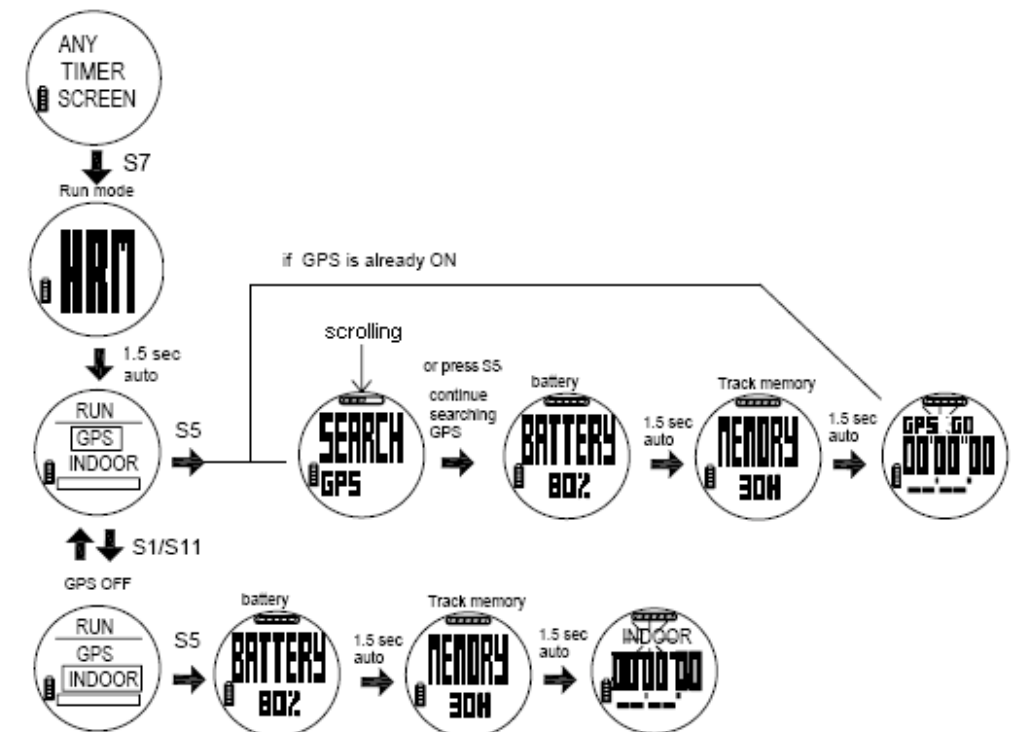 ANY
TIMER
SCREEN
S7
Run mode
HRM
1.5 sec
auto
if GPS is already ON
RUN
GPS
INDOOR
S5
scrolling
SEARCH
GPS
or press S5
continue
searching
GPS
battery
BATTERY
80%
1.5 sec
auto
Track memory
MEMORY
30H
1.5 sec
auto
GPS GO
00'00"00
--'--'
S1/S11
GPS OFF
RUN
GPS
INDOOR
S5
battery
BATTERY
80%
1.5 sec
auto
Track memory
MEMORY
30H
1.5 sec
auto
INDOOR
00'00"00
--'--'